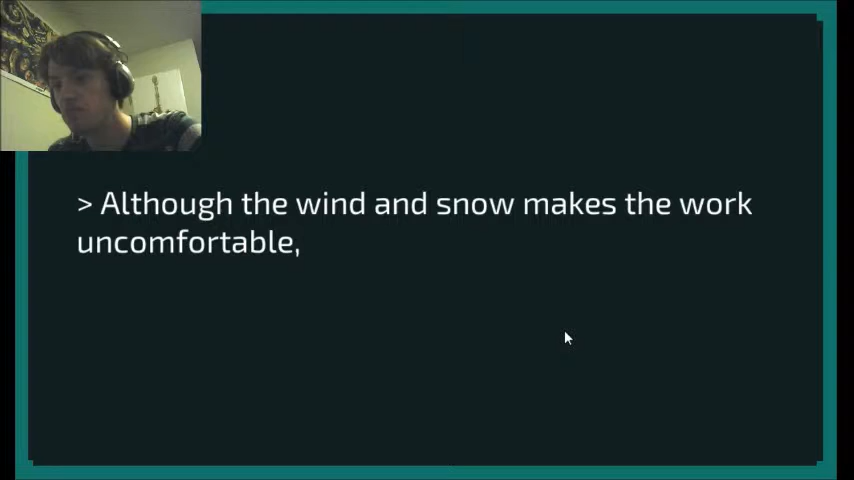 > Although the wind and snow makes the work
uncomfortable,